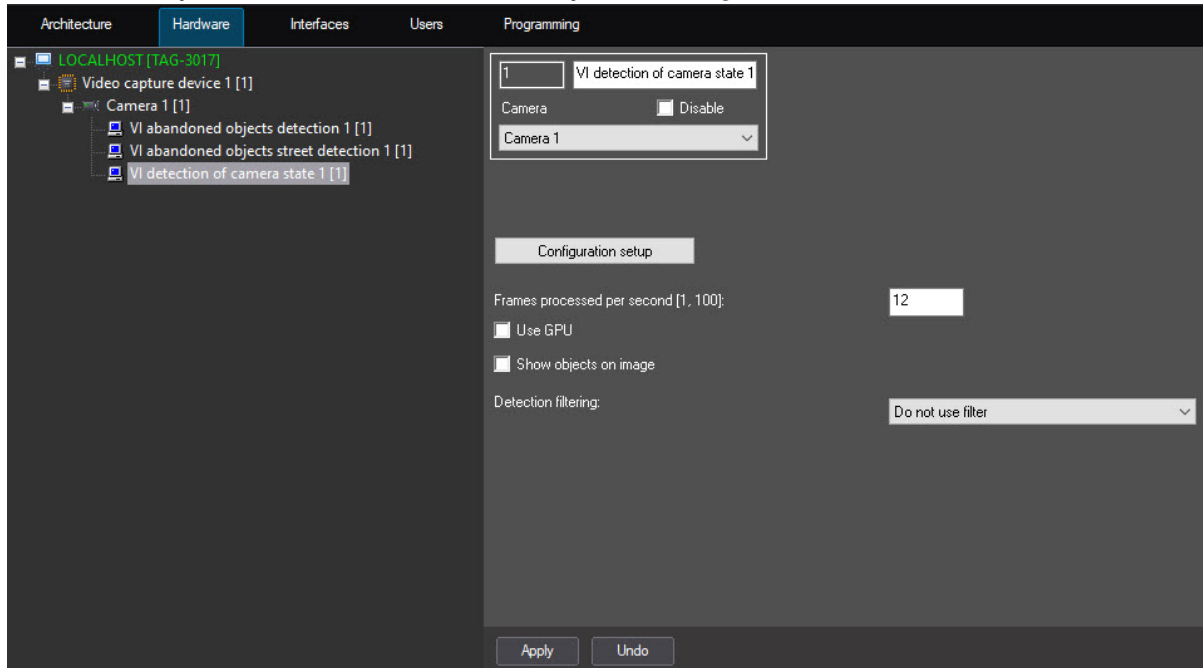 Architecture Hardware Interfaces Users Programming
LOCALHOST [TAG-3017]
Video capture device 1 [1]
Camera 1 [1]
VI abandoned objects detection 1 [1]
VI abandoned objects street detection 1 [1]
VI detection of camera state 1 [1]
1 VI detection of camera state 1
Camera Disable
Camera 1
Configuration setup
Frames processed per second [1, 100]: 12
Use GPU
Show objects on image
Detection filtering: Do not use filter
Apply Undo